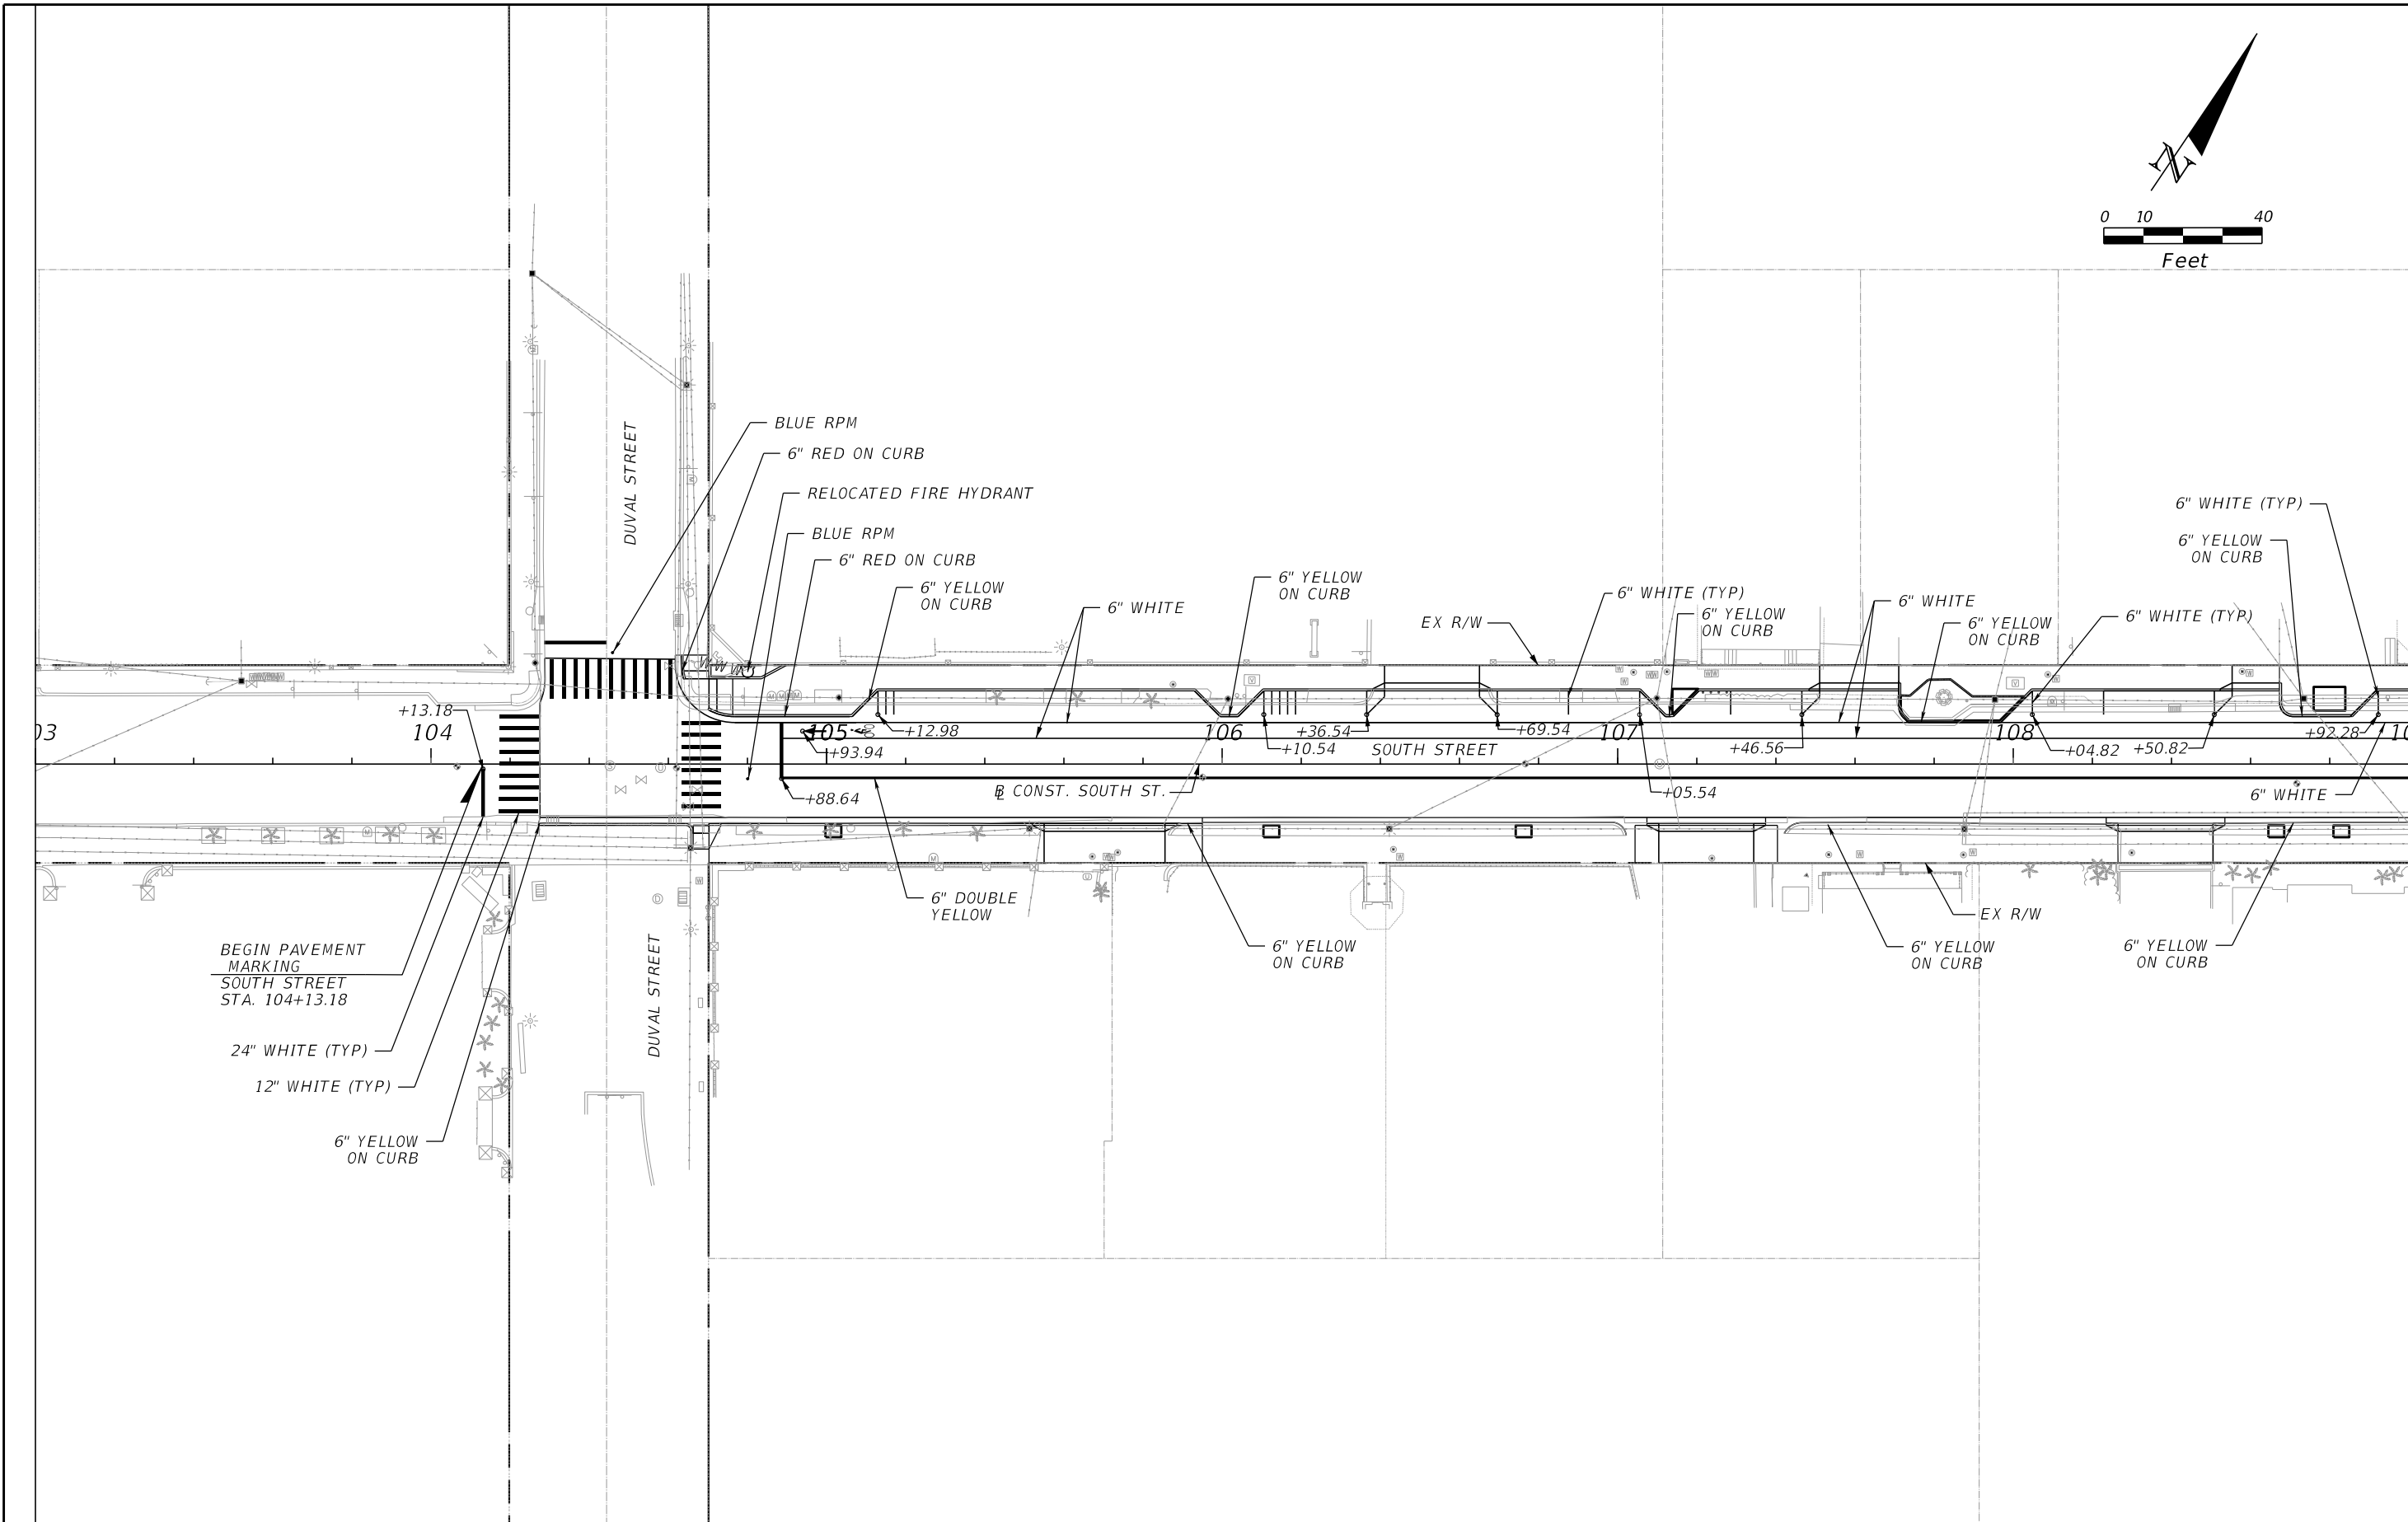 0 10 40
Feet
N
DUVAL STREET
BLUE RPM
6" RED ON CURB
RELOCATED FIRE HYDRANT
BLUE RPM
6" RED ON CURB
6" YELLOW
ON CURB
6" WHITE
6" YELLOW
ON CURB
EX R/W
6" WHITE (TYP)
6" YELLOW
ON CURB
6" WHITE
6" YELLOW
ON CURB
6" WHITE (TYP)
6" WHITE (TYP)
6" YELLOW
ON CURB
+13.18
03 104 105 106 107 108
+12.98
+93.94
+10.54
+36.54
+69.54
SOUTH STREET
+46.56
+04.82
+50.82
+92.28
+88.64
℄ CONST. SOUTH ST.
+05.54
6" WHITE
6" DOUBLE
YELLOW
6" YELLOW
ON CURB
EX R/W
6" YELLOW
ON CURB
6" YELLOW
ON CURB
DUVAL STREET
BEGIN PAVEMENT
MARKING
SOUTH STREET
STA. 104+13.18
24" WHITE (TYP)
12" WHITE (TYP)
6" YELLOW
ON CURB